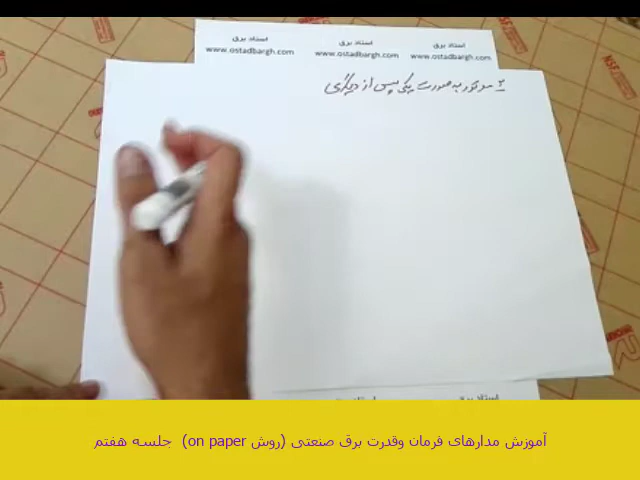 استاد برق
استاد برق
استاد برق
www.ostadbargh.com
www.ostadbargh.com
www.ostadbargh.com
۳ موتور به صورت یکی پس از دیگری
آموزش مدارهای فرمان وقدرت برق صنعتی (روش on paper) جلسه هفتم